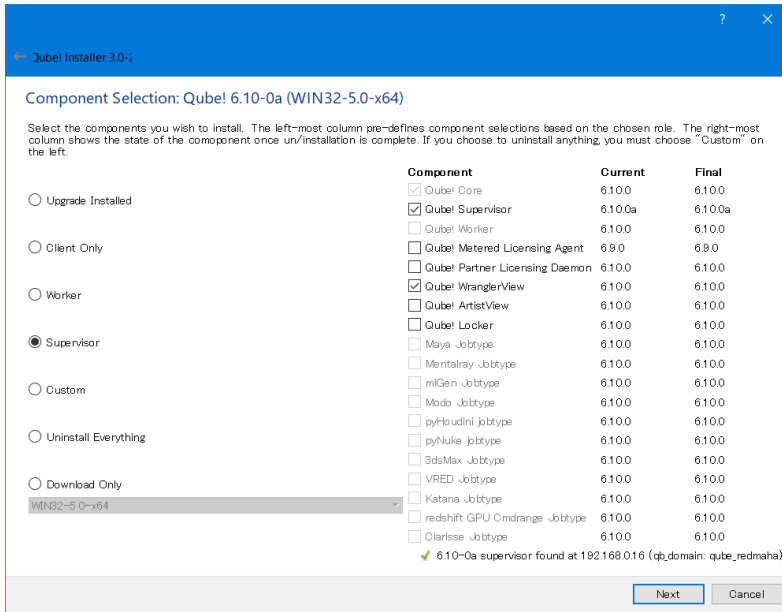 Qube! Installer 3.0-2
Component Selection: Qube! 6.10-0a (WIN32-5.0-x64)
Select the components you wish to install. The left-most column pre-defines component selections based on the chosen role. The right-most
column shows the state of the comoponent once un/installation is complete. If you choose to uninstall anything, you must choose "Custom" on
the left.
Upgrade Installed
Client Only
Worker
Supervisor
Custom
Uninstall Everything
Download Only
WIN32-5.0-x64
Component Current Final
Qube! Core 6.10.0 6.10.0
Qube! Supervisor 6.10.0a 6.10.0a
Qube! Worker 6.10.0 6.10.0
Qube! Metered Licensing Agent 6.9.0 6.9.0
Qube! Partner Licensing Daemon 6.10.0 6.10.0
Qube! WranglerView 6.10.0 6.10.0
Qube! ArtistView 6.10.0 6.10.0
Qube! Locker 6.10.0 6.10.0
Maya Jobtype 6.10.0 6.10.0
Mentalray Jobtype 6.10.0 6.10.0
miGen Jobtype 6.10.0 6.10.0
Modo Jobtype 6.10.0 6.10.0
pyHoudini jobtype 6.10.0 6.10.0
pyNuke jobtype 6.10.0 6.10.0
3dsMax Jobtype 6.10.0 6.10.0
VRED Jobtype 6.10.0 6.10.0
Katana Jobtype 6.10.0 6.10.0
redshift GPU Cmdrange Jobtype 6.10.0 6.10.0
Clarisse Jobtype 6.10.0 6.10.0
6.10-0a supervisor found at 192.168.0.16 (qb_domain: qube_redmaha)
Next Cancel